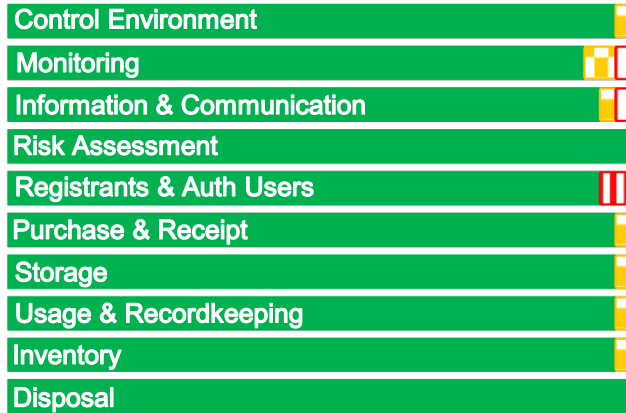 Control Environment
Monitoring
Information & Communication
Risk Assessment
Registrants & Auth Users
Purchase & Receipt
Storage
Usage & Recordkeeping
Inventory
Disposal